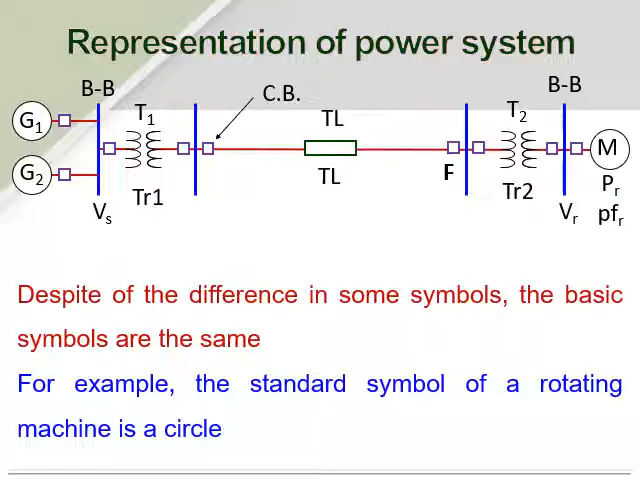 Representation of power system
B-B
C.B.
B-B
G1
T1
TL
T2
M
G2
Tr1
TL
F
Tr2
Pr
Vs
Vr
pfr
Despite of the difference in some symbols, the basic
symbols are the same
For example, the standard symbol of a rotating
machine is a circle